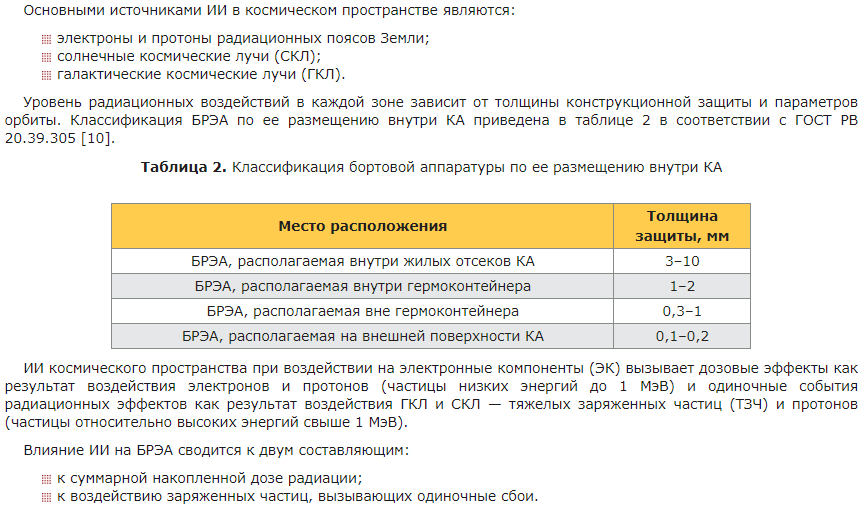 Основными источниками ИИ в космическом пространстве являются:
электроны и протоны радиационных поясов Земли;
солнечные космические лучи (СКЛ);
галактические космические лучи (ГКЛ).
Уровень радиационных воздействий в каждой зоне зависит от толщины конструкционной защиты и параметров
орбиты. Классификация БРЭА по ее размещению внутри КА приведена в таблице 2 в соответствии с ГОСТ РВ
20.39.305 [10].
Таблица 2. Классификация бортовой аппаратуры по ее размещению внутри КА
Место расположения
Толщина
защиты, мм
БРЭА, располагаемая внутри жилых отсеков КА 3–10
БРЭА, располагаемая внутри гермоконтейнера 1–2
БРЭА, располагаемая вне гермоконтейнера 0,3–1
БРЭА, располагаемая на внешней поверхности КА 0,1–0,2
ИИ космического пространства при воздействии на электронные компоненты (ЭК) вызывает дозовые эффекты как
результат воздействия электронов и протонов (частицы низких энергий до 1 МэВ) и одиночные события
радиационных эффектов как результат воздействия ГКЛ и СКЛ — тяжелых заряженных частиц (ТЗЧ) и протонов
(частицы относительно высоких энергий свыше 1 МэВ).
Влияние ИИ на БРЭА сводится к двум составляющим:
к суммарной накопленной дозе радиации;
к воздействию заряженных частиц, вызывающих одиночные сбои.